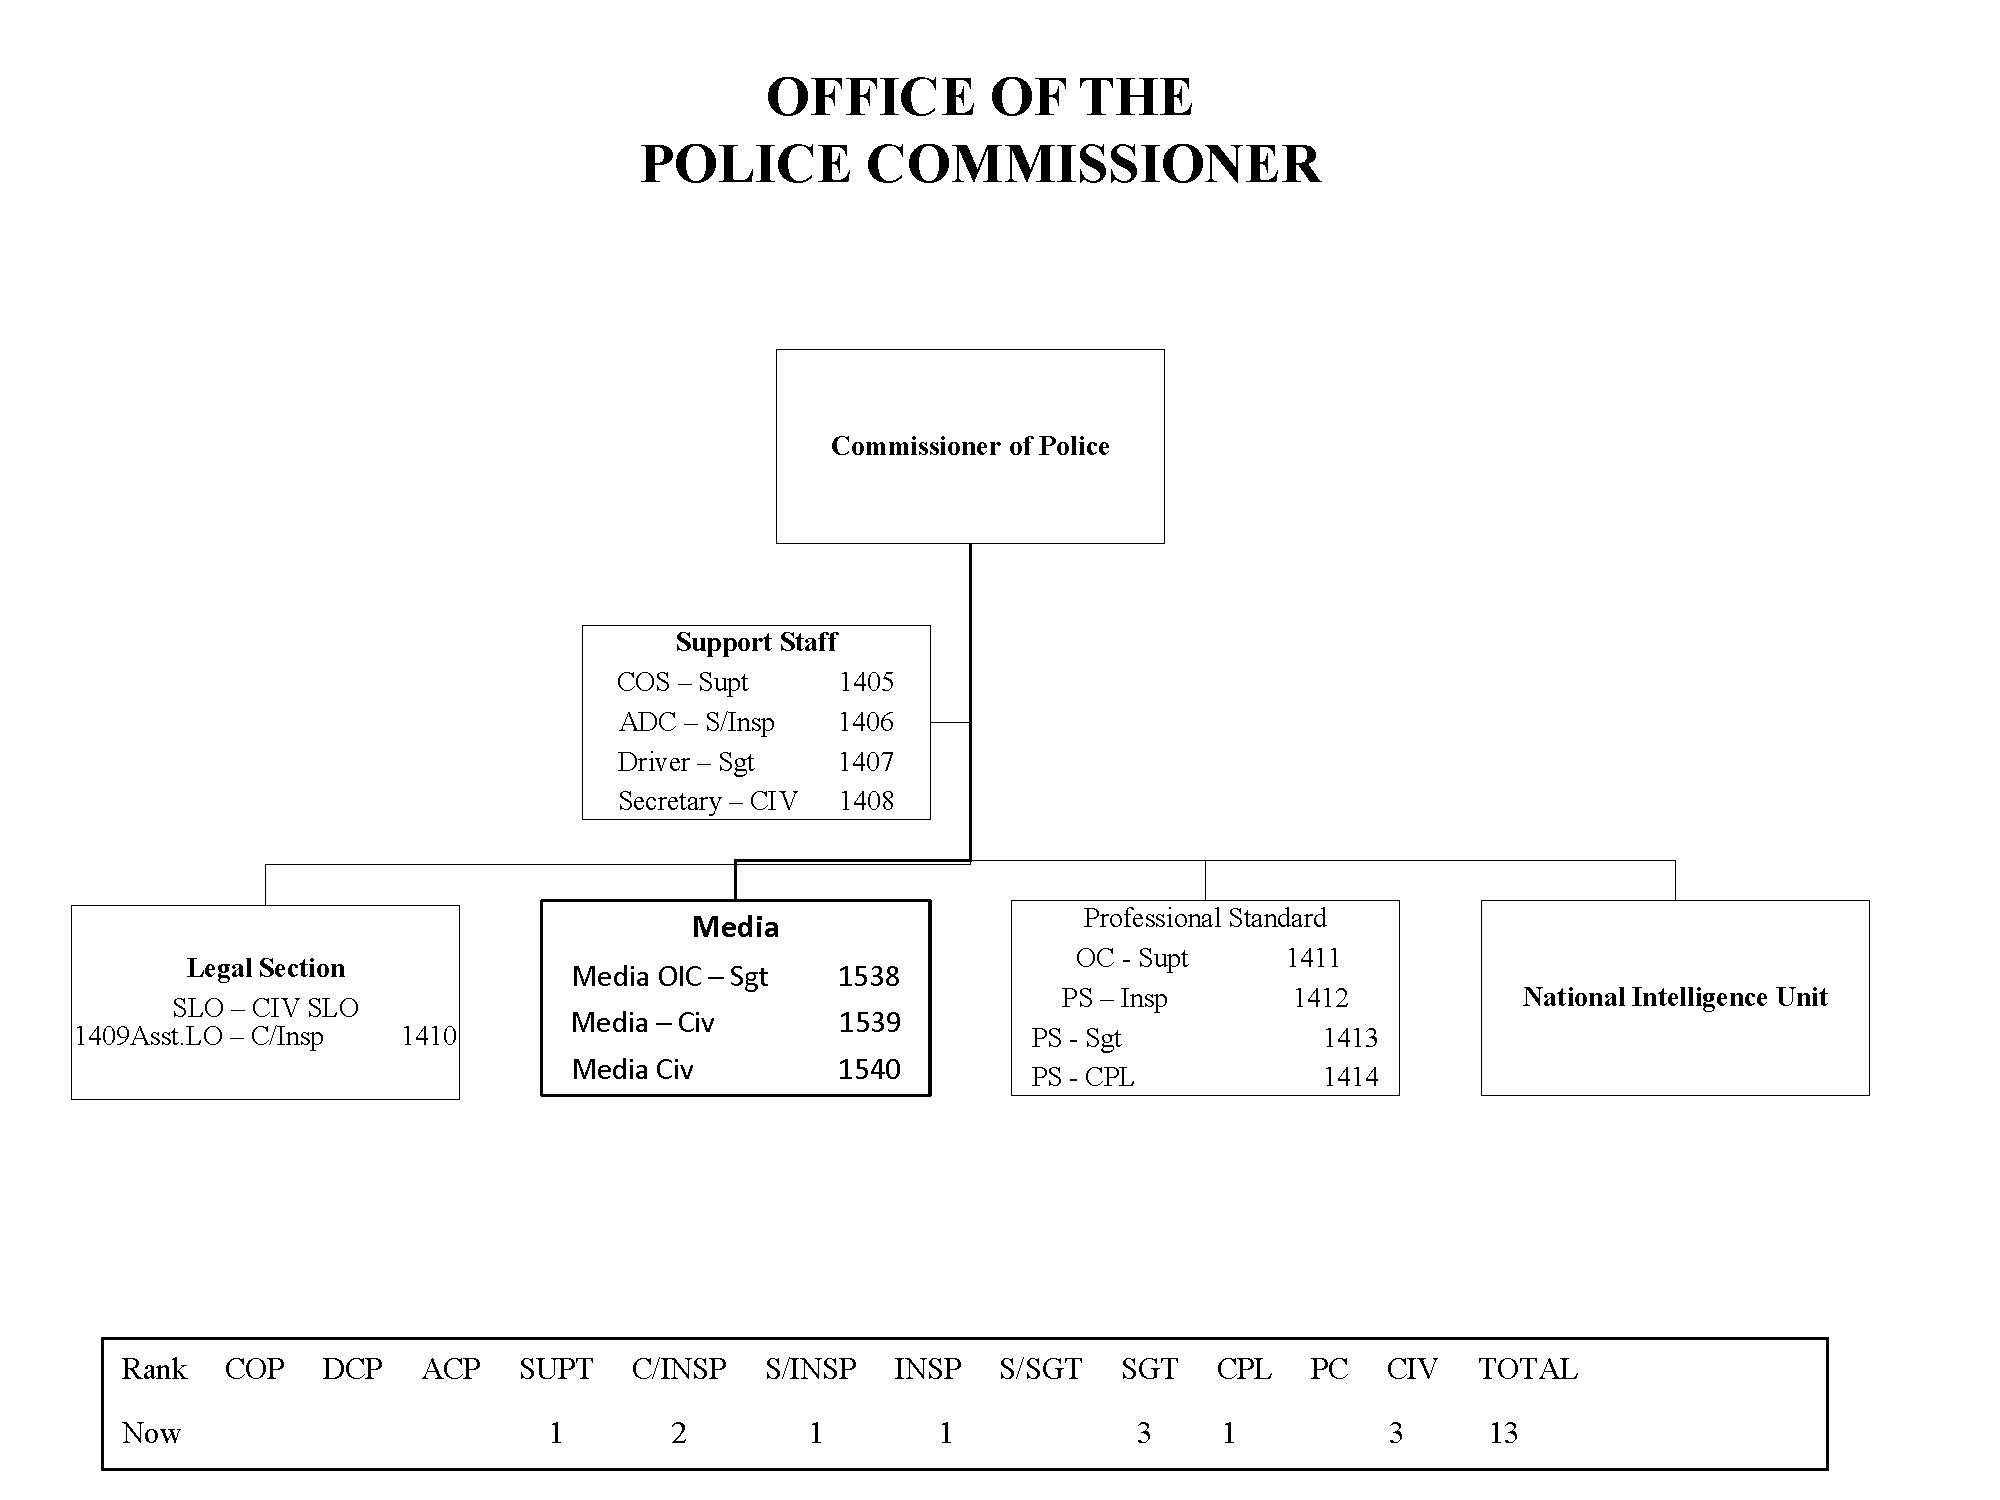 OFFICE OF THE
POLICE COMMISSIONER
Commissioner of Police
Support Staff
COS – Supt 1405
ADC – S/Insp 1406
Driver – Sgt 1407
Secretary – CIV 1408
Legal Section
SLO – CIV SLO
1409Asst.LO – C/Insp 1410
Media
Media OIC – Sgt 1538
Media – Civ 1539
Media Civ 1540
Professional Standard
OC - Supt 1411
PS – Insp 1412
PS - Sgt 1413
PS - CPL 1414
National Intelligence Unit
Rank COP DCP ACP SUPT C/INSP S/INSP INSP S/SGT SGT CPL PC CIV TOTAL
Now 1 2 1 1 3 1 3 13